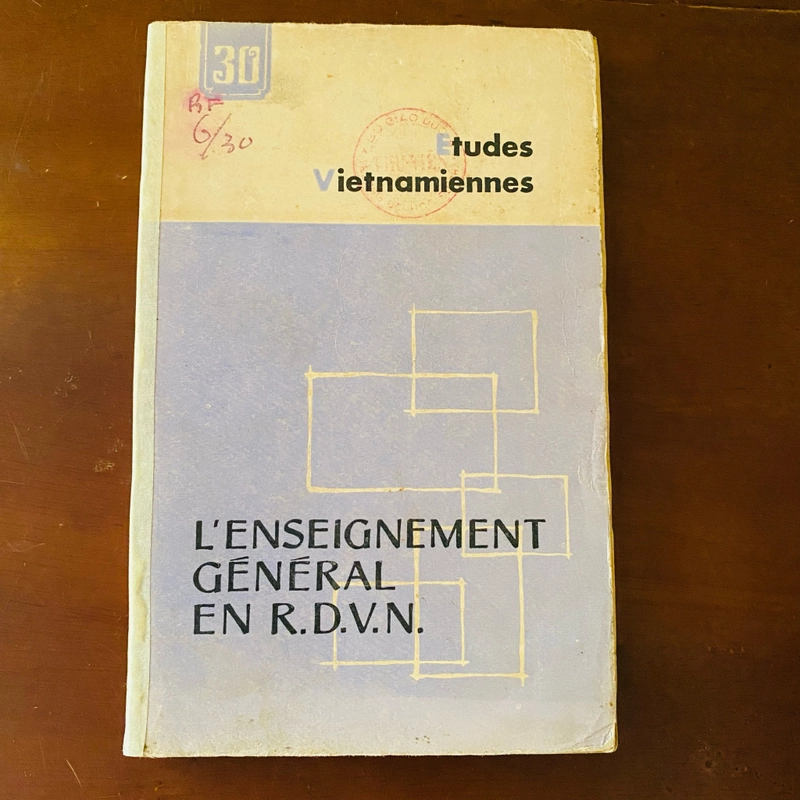 30
BF
6/30
Etudes
Vietnamiennes
L'ENSEIGNEMENT
GÉNÉRAL
EN R.D.V.N.